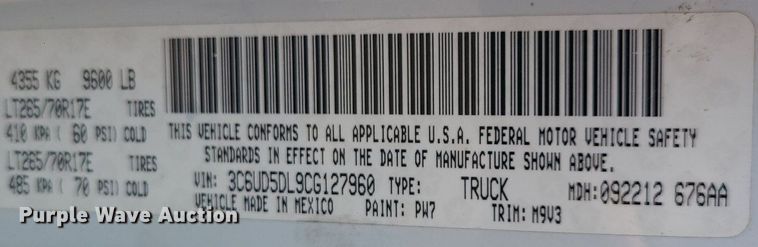 4355 KG 9600 LB
LT265/70R17E TIRES
410 KPA ( 60 PSI) COLD
LT265/70R17E TIRES
485 KPA ( 70 PSI) COLD
THIS VEHICLE CONFORMS TO ALL APPLICABLE U.S.A. FEDERAL MOTOR VEHICLE SAFETY
STANDARDS IN EFFECT ON THE DATE OF MANUFACTURE SHOWN ABOVE.
VIN: 3C6UD5DL9CG127960 TYPE: TRUCK MDH: 092212 676AA
VEHICLE MADE IN MEXICO PAINT: PW7 TRIM: M9V3
Purple Wave Auction